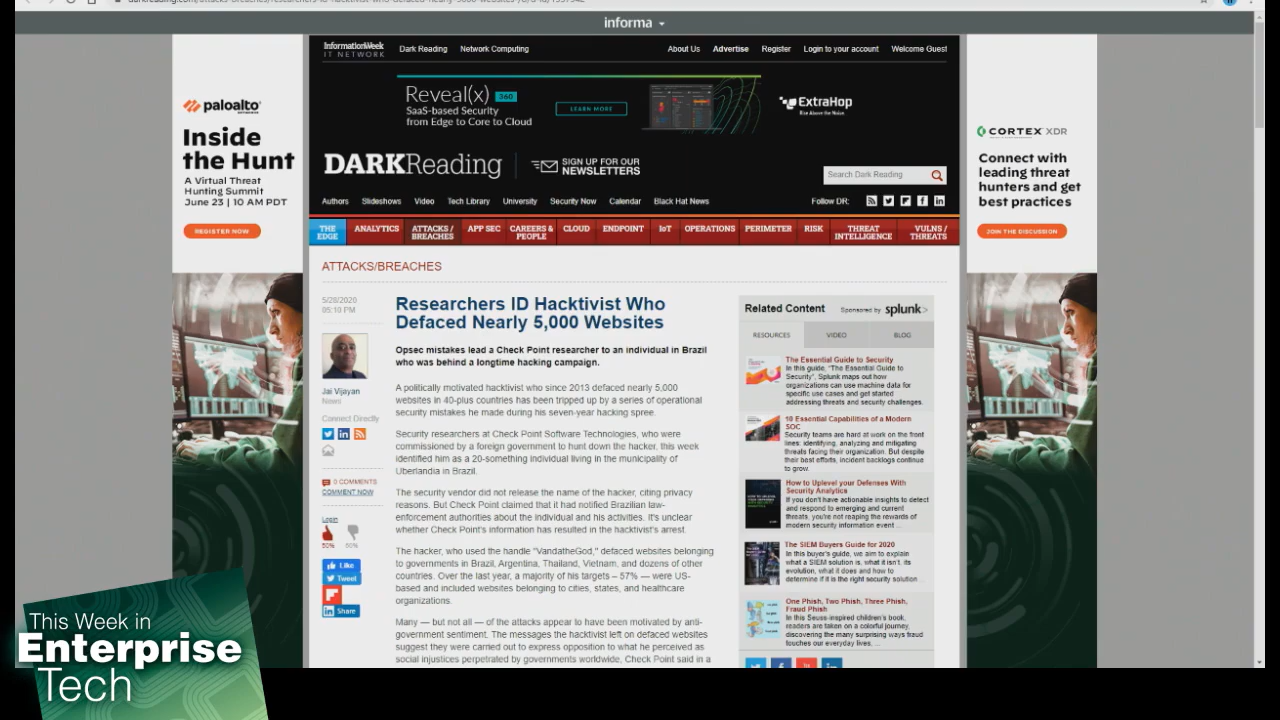 informa
InformationWeek
IT NETWORK
Dark Reading
Network Computing
About Us
Advertise
Register
Login to your account
Welcome Guest
Reveal(x) 360
SaaS-based Security
from Edge to Core to Cloud
LEARN MORE
ExtraHop
Rise Above the Noise
DARKReading
SIGN UP FOR OUR
NEWSLETTERS
Search Dark Reading
Authors
Slideshows
Video
Tech Library
University
Security Now
Calendar
Black Hat News
Follow DR:
THE
EDGE
ANALYTICS
ATTACKS /
BREACHES
APP SEC
CAREERS &
PEOPLE
CLOUD
ENDPOINT
IoT
OPERATIONS
PERIMETER
RISK
THREAT
INTELLIGENCE
VULNS /
THREATS
paloalto
NETWORKS
Inside
the Hunt
A Virtual Threat
Hunting Summit
June 23 | 10 AM PDT
REGISTER NOW
CORTEX XDR
Connect with
leading threat
hunters and get
best practices
JOIN THE DISCUSSION
ATTACKS/BREACHES
5/28/2020
05:10 PM
Jai Vijayan
News
Connect Directly
0 COMMENTS
COMMENT NOW
Login
50%
50%
Like
Tweet
Share
Researchers ID Hacktivist Who
Defaced Nearly 5,000 Websites
Opsec mistakes lead a Check Point researcher to an individual in Brazil
who was behind a longtime hacking campaign.
A politically motivated hacktivist who since 2013 defaced nearly 5,000
websites in 40-plus countries has been tripped up by a series of operational
security mistakes he made during his seven-year hacking spree.
Security researchers at Check Point Software Technologies, who were
commissioned by a foreign government to hunt down the hacker, this week
identified him as a 20-something individual living in the municipality of
Uberlandia in Brazil.
The security vendor did not release the name of the hacker, citing privacy
reasons. But Check Point claimed that it had notified Brazilian law-
enforcement authorities about the individual and his activities. It's unclear
whether Check Point's information has resulted in the hacktivist's arrest.
The hacker, who used the handle "VandatheGod," defaced websites belonging
to governments in Brazil, Argentina, Thailand, Vietnam, and dozens of other
countries. Over the last year, a majority of his targets – 57% — were US-
based and included websites belonging to cities, states, and healthcare
organizations.
Many — but not all — of the attacks appear to have been motivated by anti-
government sentiment. The messages the hacktivist left on defaced websites
suggest they were carried out to express opposition to what he perceived as
social injustices perpetrated by governments worldwide, Check Point said in a
Related Content
Sponsored by splunk>
RESOURCES
VIDEO
BLOG
The Essential Guide to Security
In this guide, "The Essential Guide to
Security", Splunk maps out how
organizations can use machine data for
specific use cases and get started
addressing threats and security challenges.
10 Essential Capabilities of a Modern
SOC
Security teams are hard at work on the front
lines: identifying, analyzing and mitigating
threats facing their organization. But despite
their best efforts, incident backlogs continue
to grow.
How to Uplevel your Defenses With
Security Analytics
If you don't have actionable insights to detect
and respond to emerging and current
threats, you're not reaping the rewards of
modern security information event ...
The SIEM Buyers Guide for 2020
In this buyer's guide, we aim to explain
what a SIEM solution is, what it isn't, its
evolution, what it does and how to
determine if it is the right security solution ...
One Phish, Two Phish, Three Phish,
Fraud Phish
In this Seuss-inspired children's book,
readers are taken on a colorful journey,
discovering the many surprising ways fraud
touches our everyday lives. ...
This Week in
Enterprise
Tech